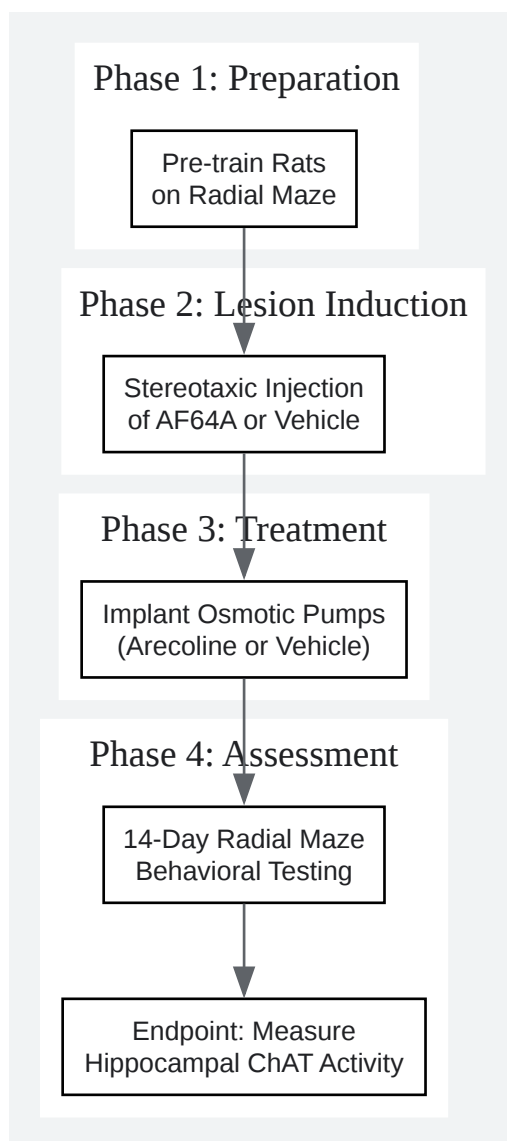 Phase 1: Preparation
Pre-train Rats
on Radial Maze
Phase 2: Lesion Induction
Stereotaxic Injection
of AF64A or Vehicle
Phase 3: Treatment
Implant Osmotic Pumps
(Arecoline or Vehicle)
Phase 4: Assessment
14-Day Radial Maze
Behavioral Testing
Endpoint: Measure
Hippocampal ChAT Activity